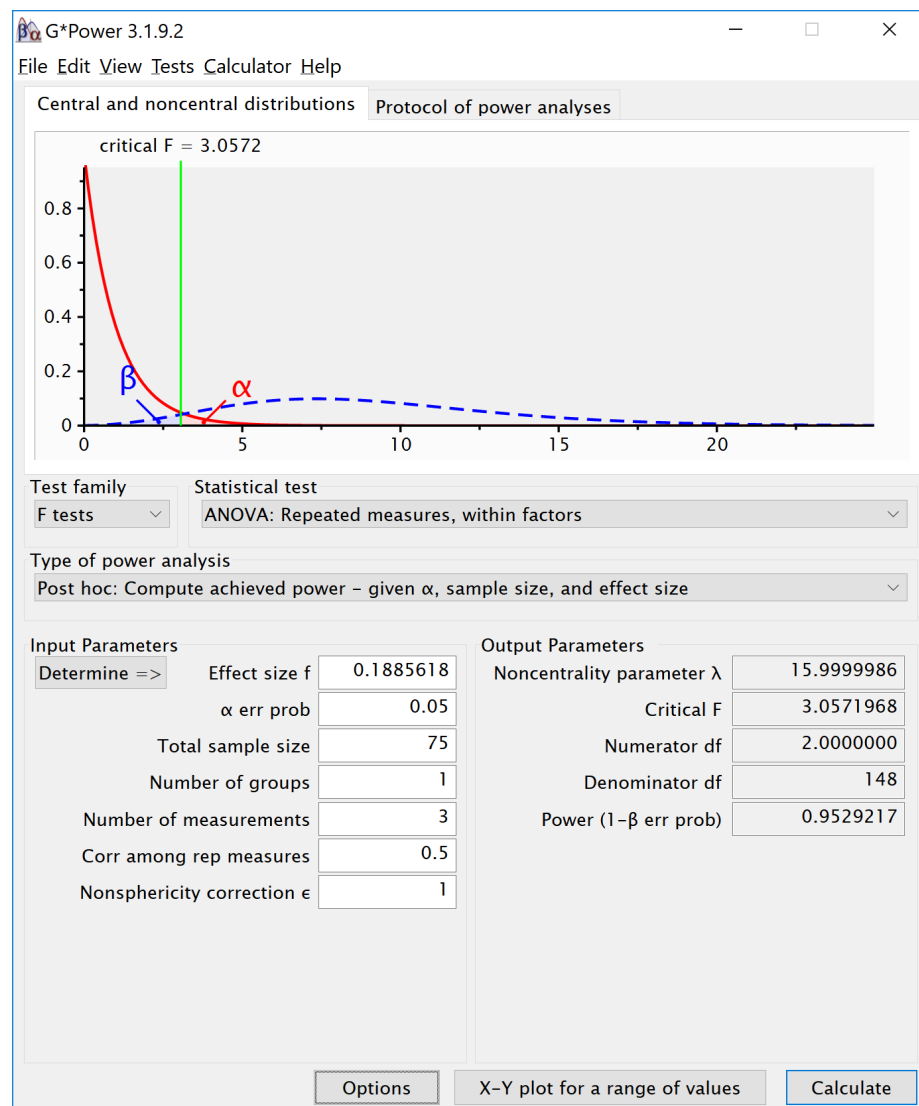 G*Power 3.1.9.2
File Edit View Tests Calculator Help
Central and noncentral distributions Protocol of power analyses
critical F = 3.0572
0.8
0.6
0.4
0.2
0
β α
0 5 10 15 20
Test family Statistical test
F tests ANOVA: Repeated measures, within factors
Type of power analysis
Post hoc: Compute achieved power - given α, sample size, and effect size
Input Parameters
Determine => Effect size f 0.1885618
α err prob 0.05
Total sample size 75
Number of groups 1
Number of measurements 3
Corr among rep measures 0.5
Nonsphericity correction ϵ 1
Output Parameters
Noncentrality parameter λ 15.9999986
Critical F 3.0571968
Numerator df 2.0000000
Denominator df 148
Power (1-β err prob) 0.9529217
Options X-Y plot for a range of values Calculate